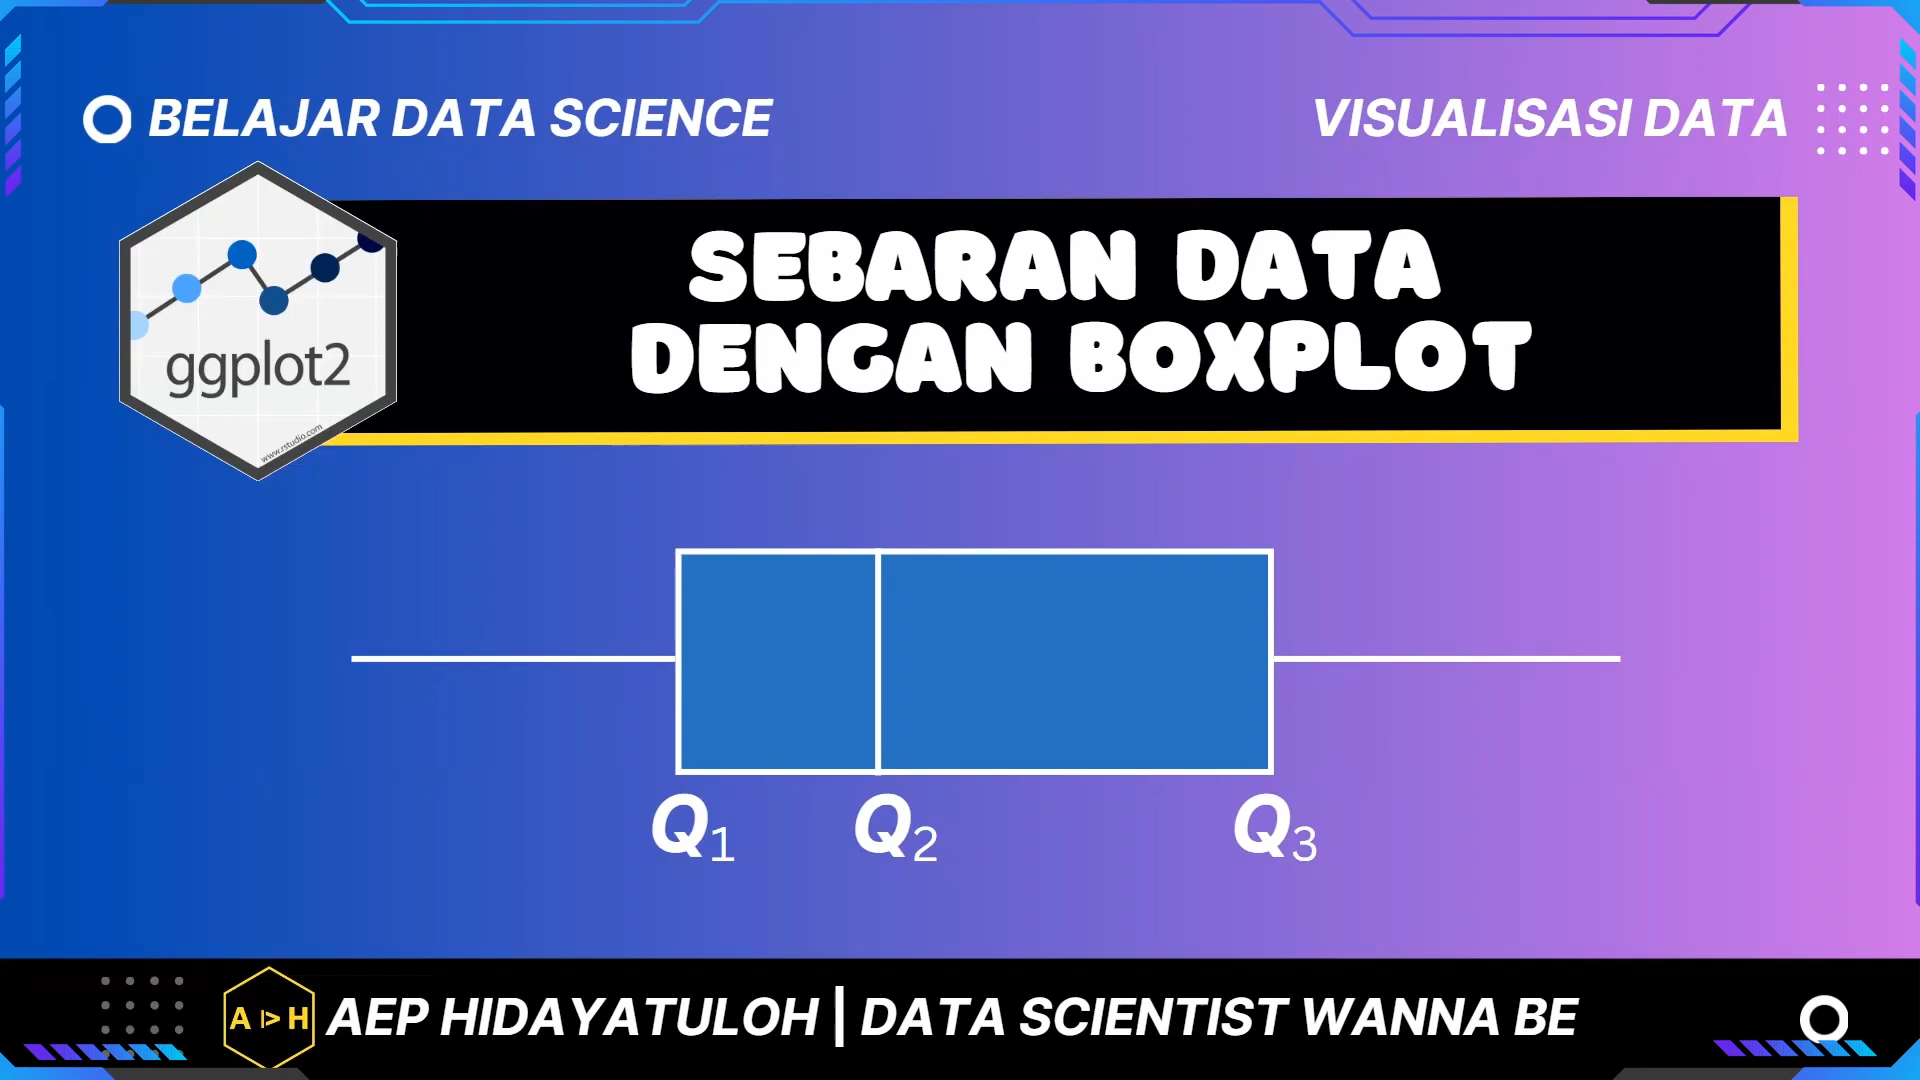 BELAJAR DATA SCIENCE
VISUALISASI DATA
SEBARAN DATA
DENGAN BOXPLOT
ggplot2
www.rstudio.com
Q1 Q2 Q3
A |> H AEP HIDAYATULOH | DATA SCIENTIST WANNA BE